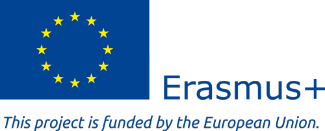 Erasmus+
This project is funded by the European Union.